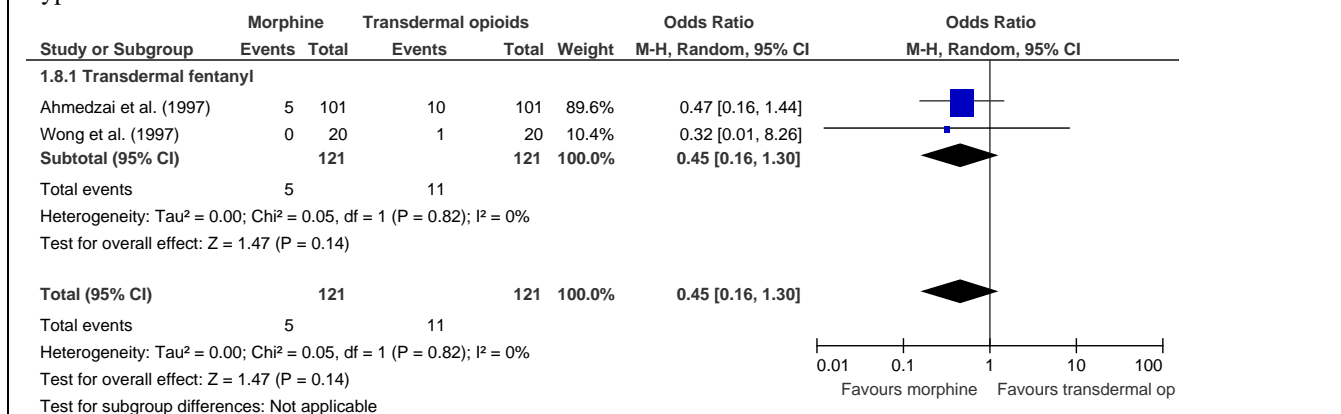 Morphine Transdermal opioids Odds Ratio Odds Ratio
Study or Subgroup Events Total Events Total Weight M-H, Random, 95% CI M-H, Random, 95% CI
1.8.1 Transdermal fentanyl
Ahmedzai et al. (1997) 5 101 10 101 89.6% 0.47 [0.16, 1.44]
Wong et al. (1997) 0 20 1 20 10.4% 0.32 [0.01, 8.26]
Subtotal (95% CI) 121 121 100.0% 0.45 [0.16, 1.30]
Total events 5 11
Heterogeneity: Tau² = 0.00; Chi² = 0.05, df = 1 (P = 0.82); I² = 0%
Test for overall effect: Z = 1.47 (P = 0.14)
Total (95% CI) 121 121 100.0% 0.45 [0.16, 1.30]
Total events 5 11
Heterogeneity: Tau² = 0.00; Chi² = 0.05, df = 1 (P = 0.82); I² = 0%
Test for overall effect: Z = 1.47 (P = 0.14)
Test for subgroup differences: Not applicable
0.01 0.1 1 10 100
Favours morphine Favours transdermal op